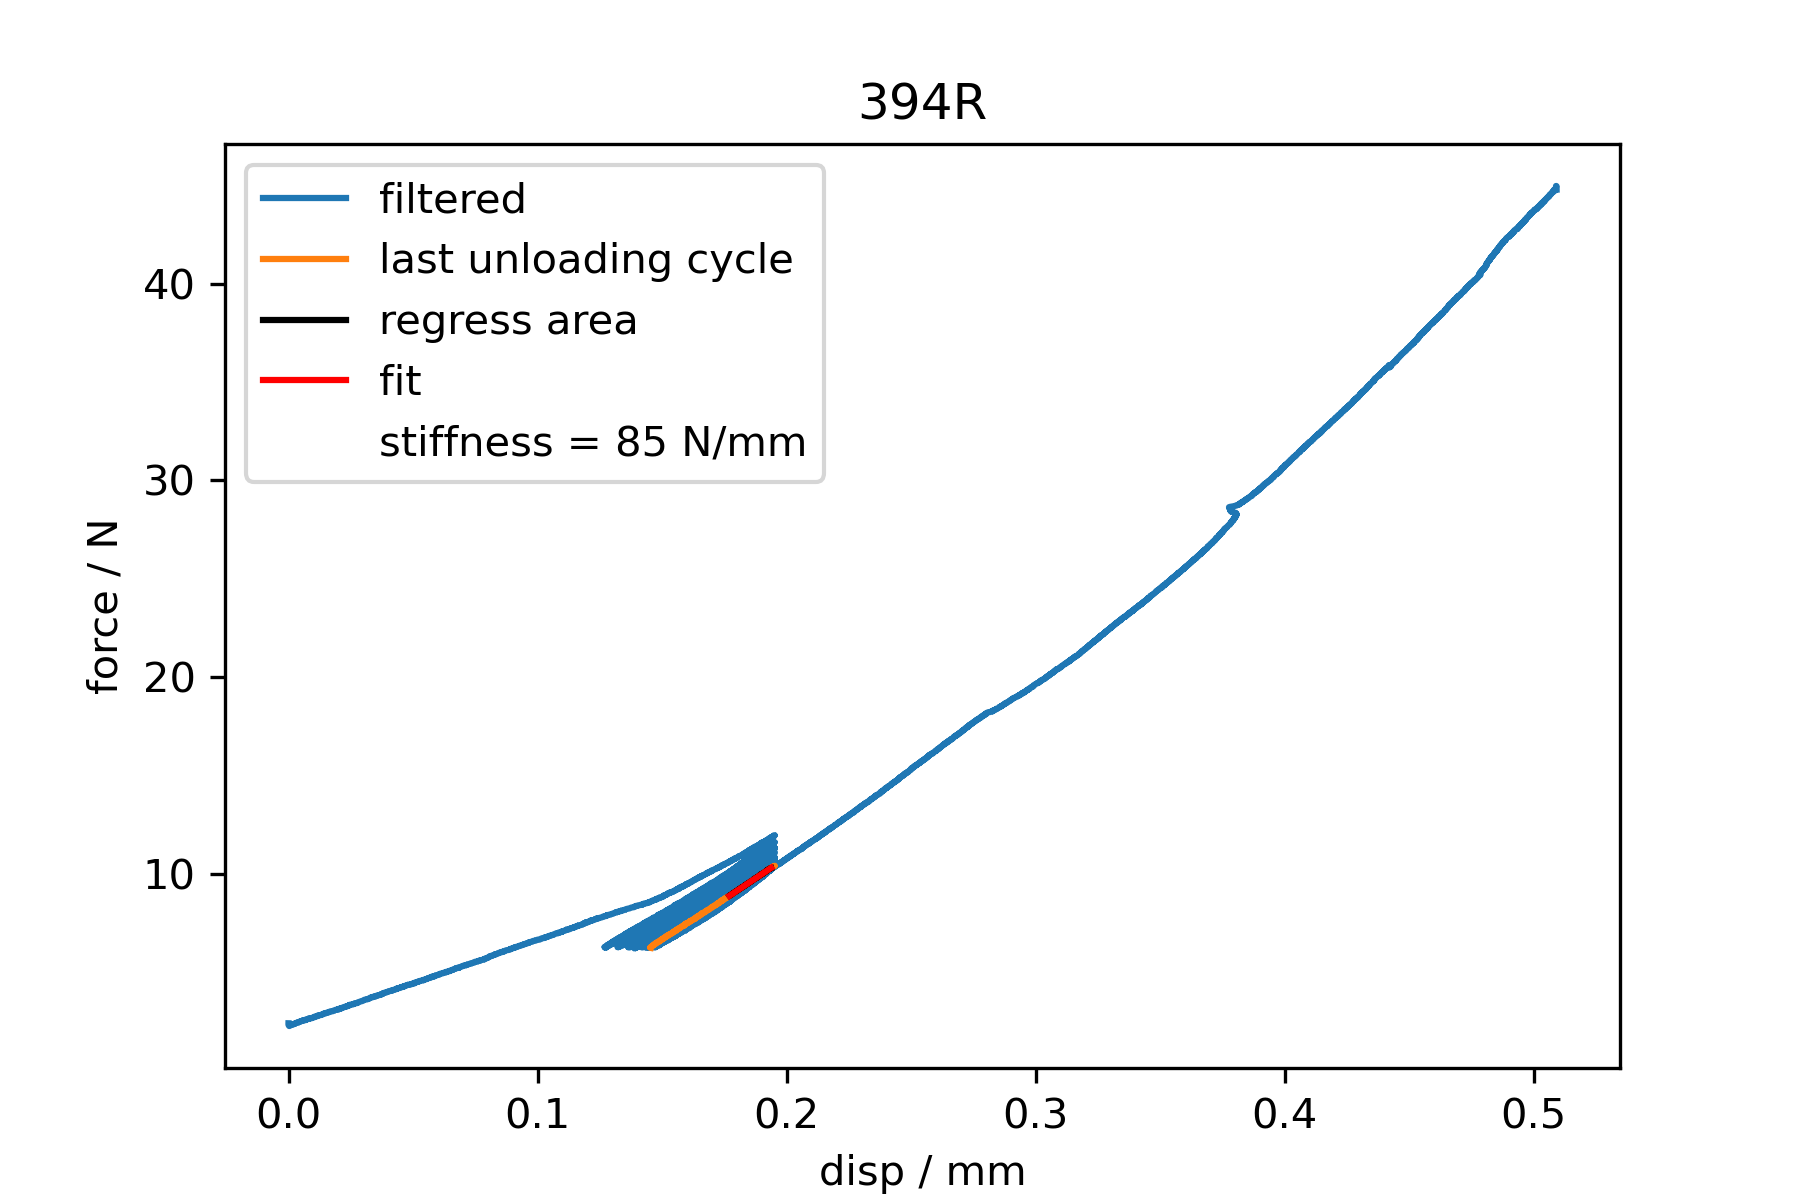 394R
filtered
last unloading cycle
regress area
fit
stiffness = 85 N/mm
force / N
40
30
20
10
0.0 0.1 0.2 0.3 0.4 0.5
disp / mm